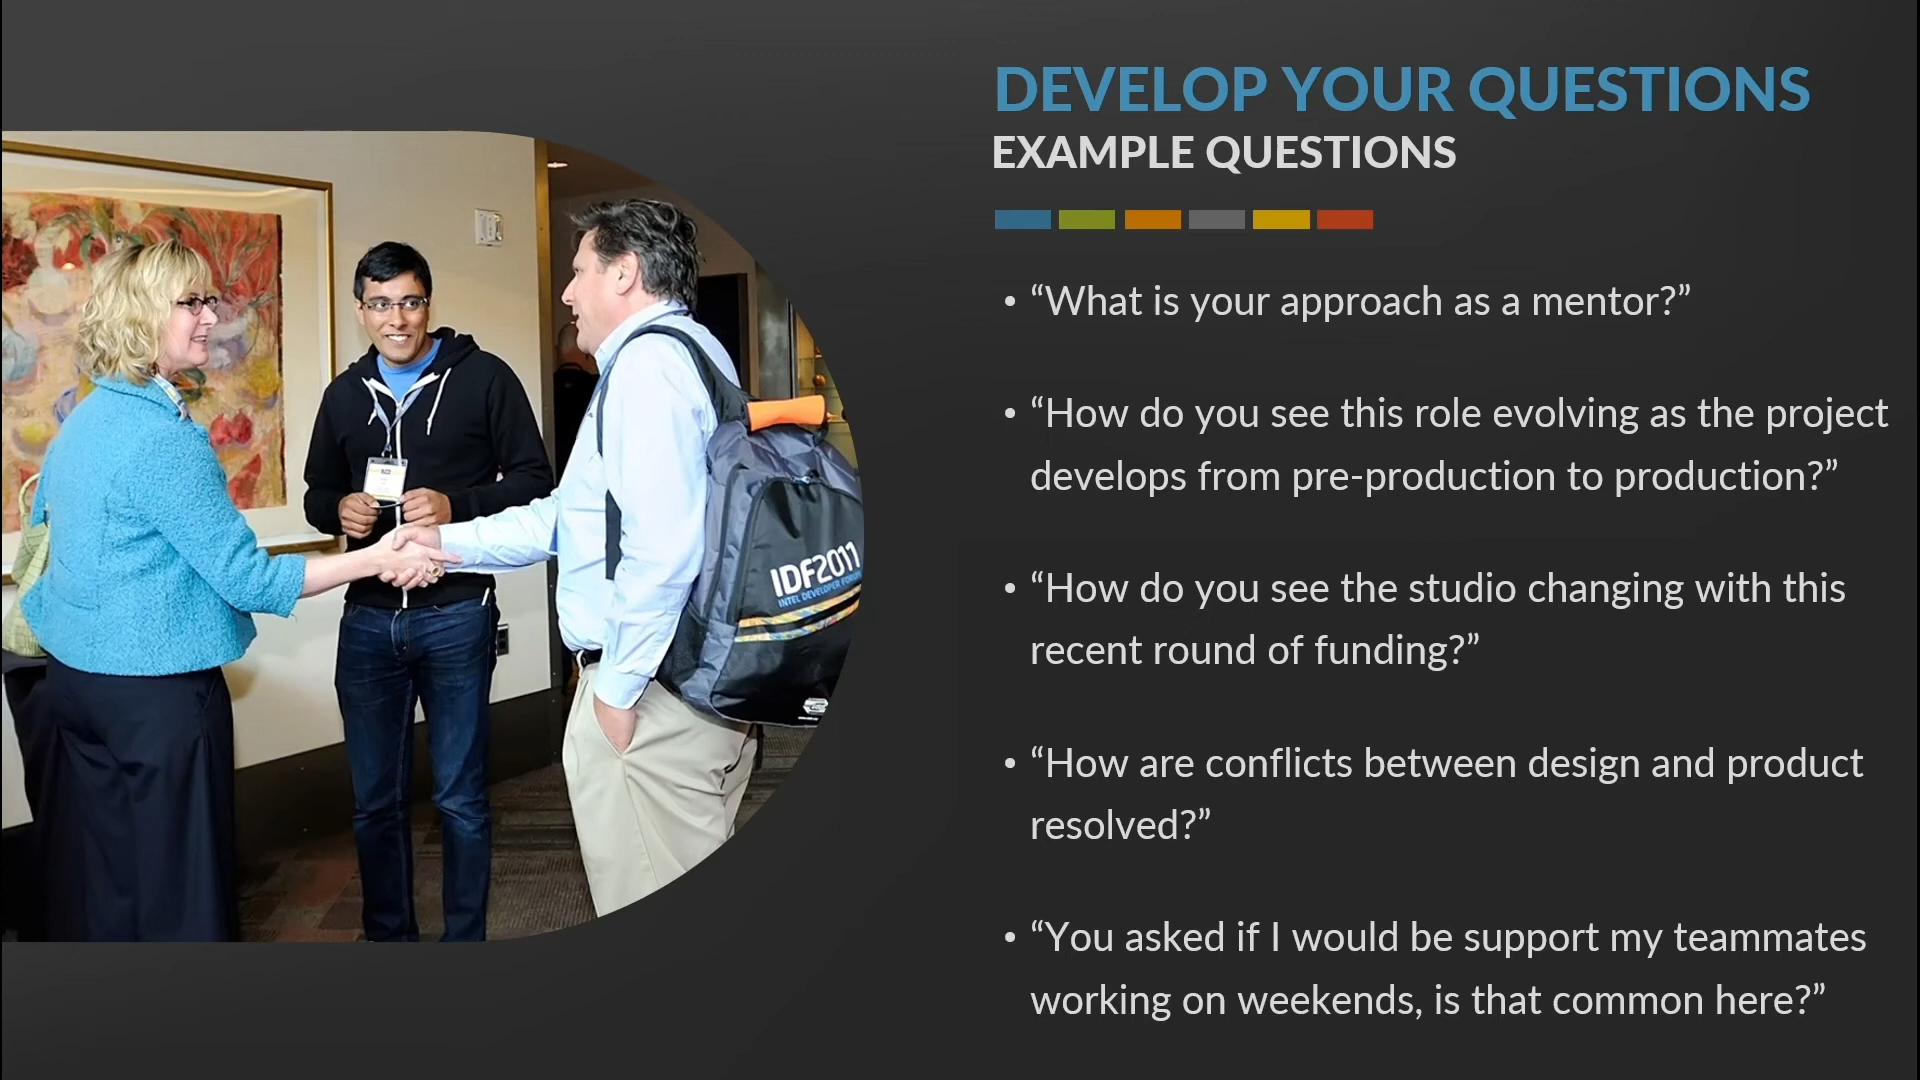 DEVELOP YOUR QUESTIONS
EXAMPLE QUESTIONS
• “What is your approach as a mentor?”
• “How do you see this role evolving as the project
develops from pre-production to production?”
• “How do you see the studio changing with this
recent round of funding?”
• “How are conflicts between design and product
resolved?”
• “You asked if I would be support my teammates
working on weekends, is that common here?”
IDF2011
INTEL DEVELOPER FORUM